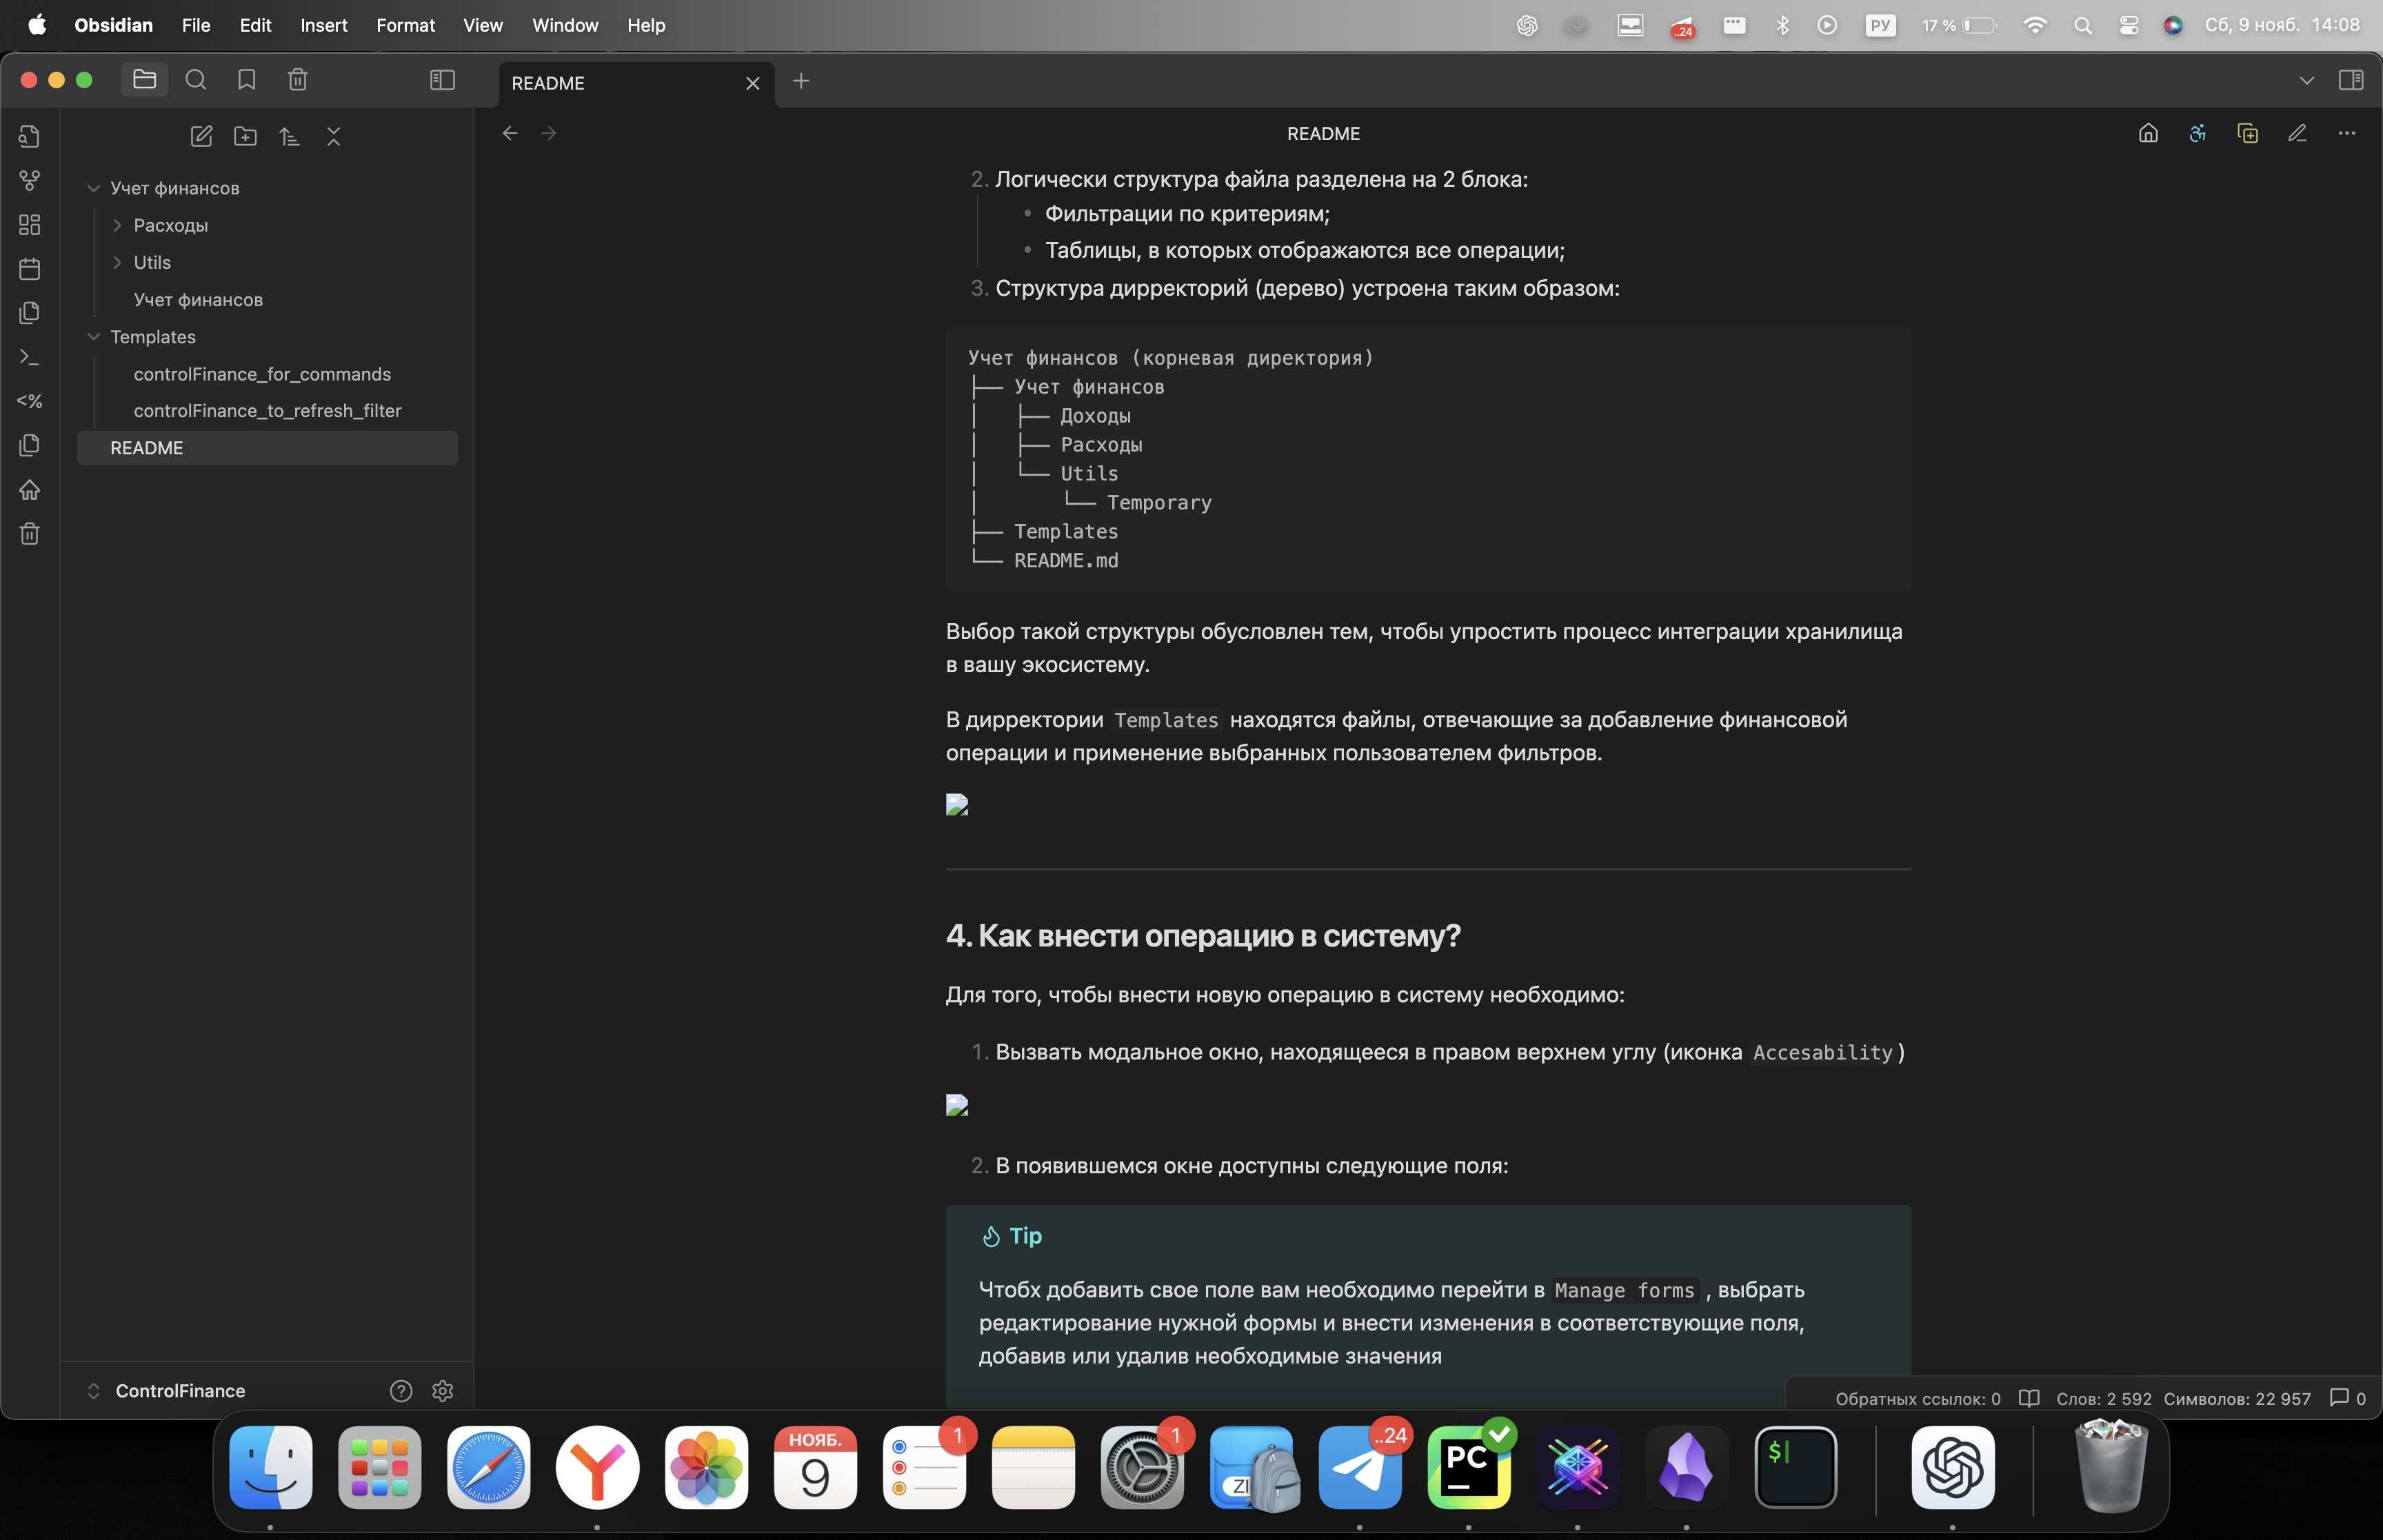 Obsidian File Edit Insert Format View Window Help
..24
РУ
17 %
Сб, 9 нояб. 14:08
README
README
Учет финансов
Расходы
Utils
Учет финансов
Templates
controlFinance_for_commands
controlFinance_to_refresh_filter
README
<%
2. Логически структура файла разделена на 2 блока:
• Фильтрации по критериям;
• Таблицы, в которых отображаются все операции;
3. Структура дирректорий (дерево) устроена таким образом:
Учет финансов (корневая директория)
├── Учет финансов
│   ├── Доходы
│   ├── Расходы
│   └── Utils
│       └── Temporary
├── Templates
└── README.md
Выбор такой структуры обусловлен тем, чтобы упростить процесс интеграции хранилища
в вашу экосистему.
В дирректории Templates находятся файлы, отвечающие за добавление финансовой
операции и применение выбранных пользователем фильтров.
4. Как внести операцию в систему?
Для того, чтобы внести новую операцию в систему необходимо:
1. Вызвать модальное окно, находящееся в правом верхнем углу (иконка Accesability)
2. В появившемся окне доступны следующие поля:
Tip
Чтобх добавить свое поле вам необходимо перейти в Manage forms , выбрать
редактирование нужной формы и внести изменения в соответствующие поля,
добавив или удалив необходимые значения
ControlFinance
Обратных ссылок: 0 Слов: 2 592 Символов: 22 957 0
НОЯБ.
9
1
1
ZI
..24
PC
$